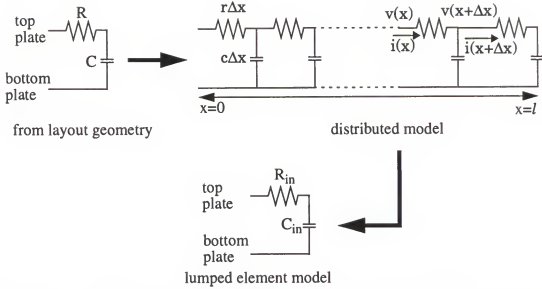 top plate
R
C
bottom plate
from layout geometry
rΔx
cΔx
v(x)
i(x)
v(x+Δx)
i(x+Δx)
x=0
x=l
distributed model
top plate
R_in
C_in
bottom plate
lumped element model